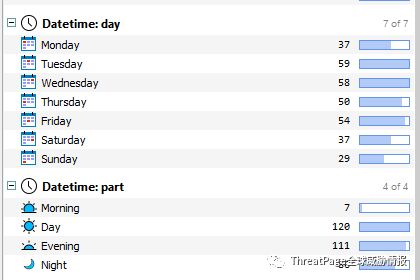 Datetime: day 7 of 7
Monday 37
Tuesday 59
Wednesday 58
Thursday 50
Friday 54
Saturday 37
Sunday 29
Datetime: part 4 of 4
Morning 7
Day 120
Evening 111
Night
ThreatPage全球威胁情报